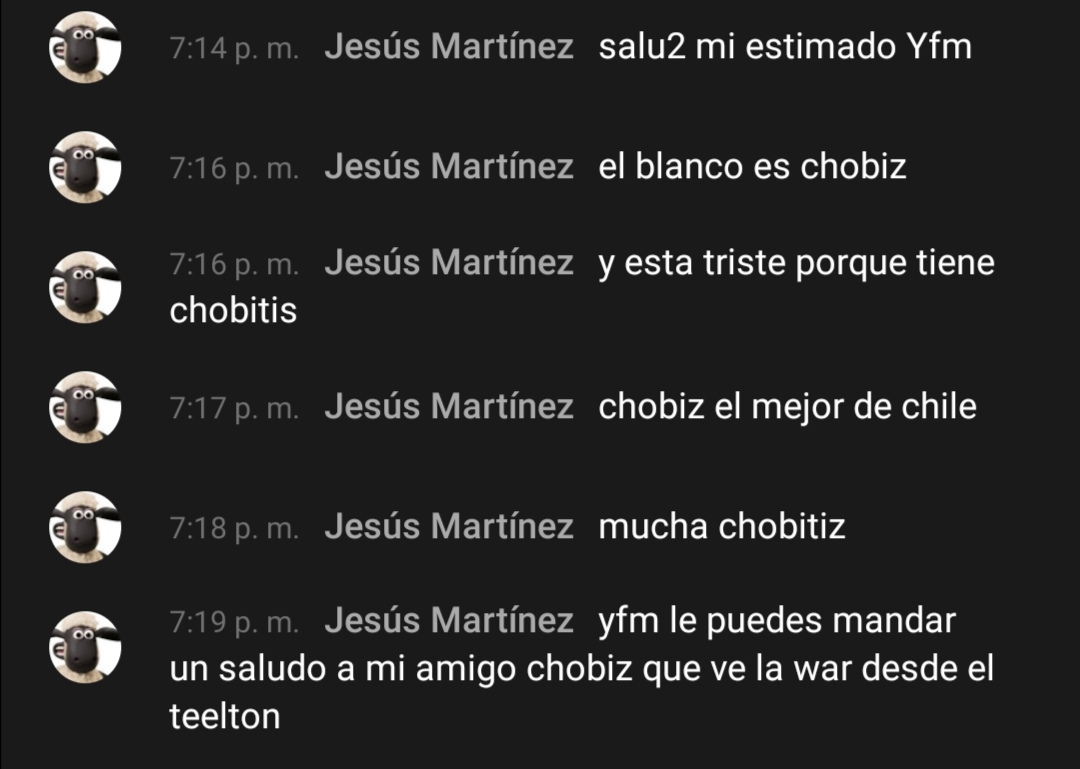 7:14 p. m. Jesús Martínez salu2 mi estimado Yfm
7:16 p. m. Jesús Martínez el blanco es chobiz
7:16 p. m. Jesús Martínez y esta triste porque tiene
chobitis
7:17 p. m. Jesús Martínez chobiz el mejor de chile
7:18 p. m. Jesús Martínez mucha chobitiz
7:19 p. m. Jesús Martínez yfm le puedes mandar
un saludo a mi amigo chobiz que ve la war desde el
teelton